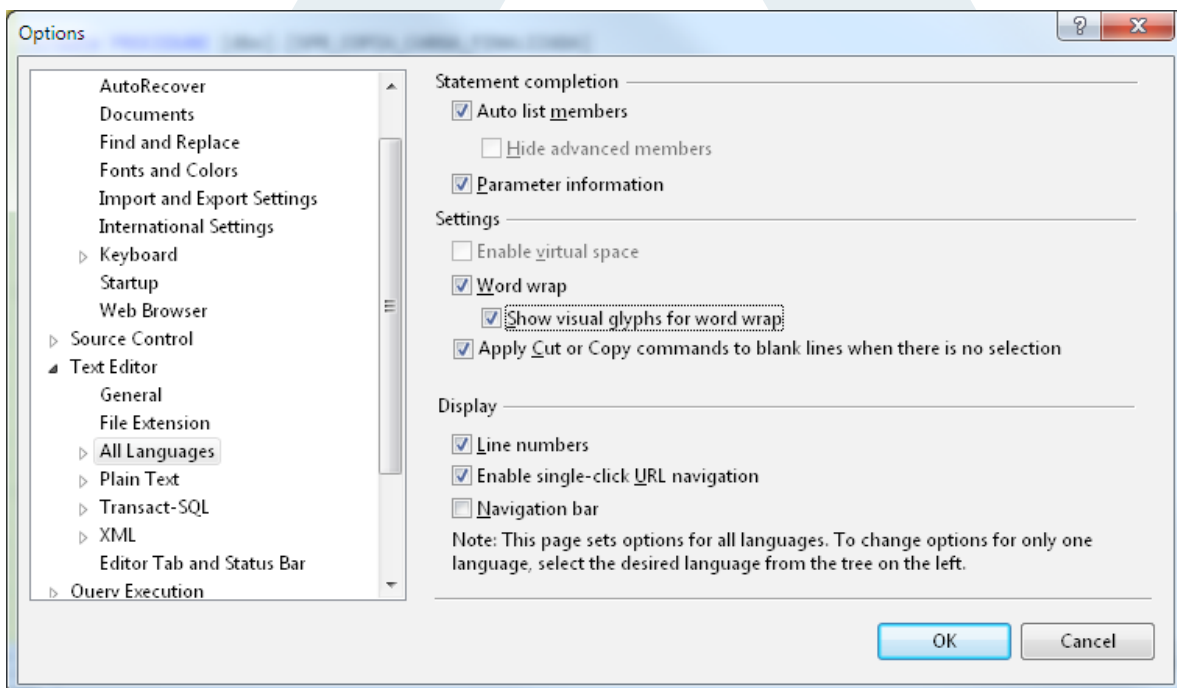 Options
PROCEDURE
AutoRecover
Documents
Find and Replace
Fonts and Colors
Import and Export Settings
International Settings
Keyboard
Startup
Web Browser
Source Control
Text Editor
General
File Extension
All Languages
Plain Text
Transact-SQL
XML
Editor Tab and Status Bar
Query Execution
Statement completion
Auto list members
Hide advanced members
Parameter information
Settings
Enable virtual space
Word wrap
Show visual glyphs for word wrap
Apply Cut or Copy commands to blank lines when there is no selection
Display
Line numbers
Enable single-click URL navigation
Navigation bar
Note: This page sets options for all languages. To change options for only one
language, select the desired language from the tree on the left.
OK
Cancel